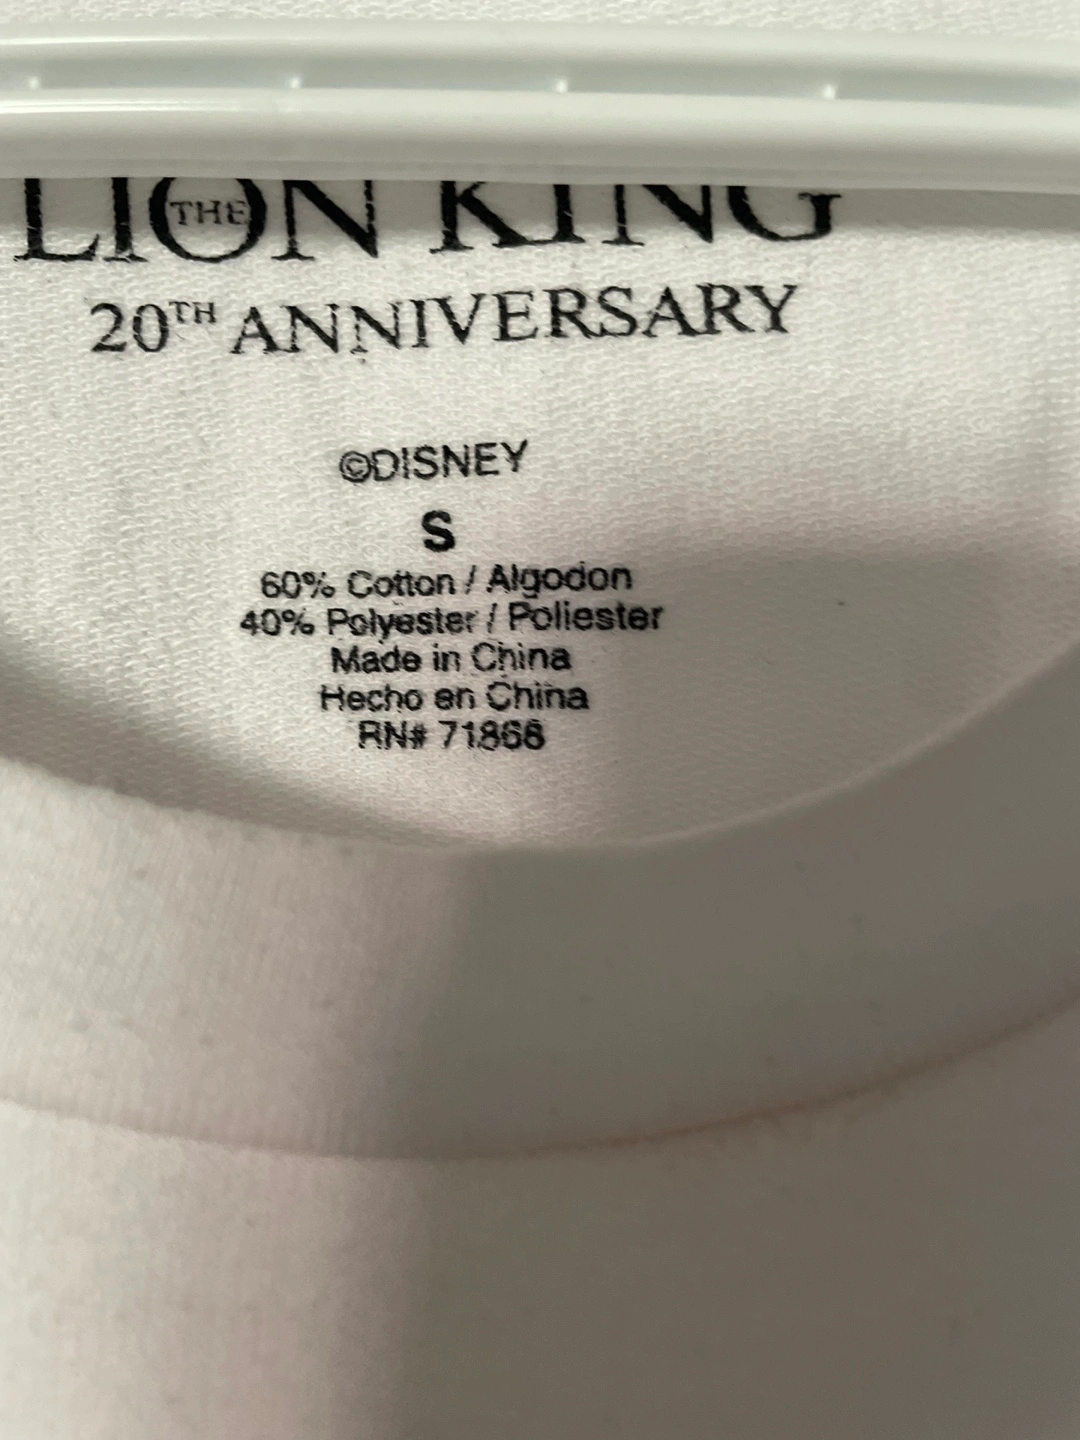 THE LION KING
20TH ANNIVERSARY
©DISNEY
S
60% Cotton / Algodon
40% Polyester / Poliester
Made in China
Hecho en China
RN# 71868